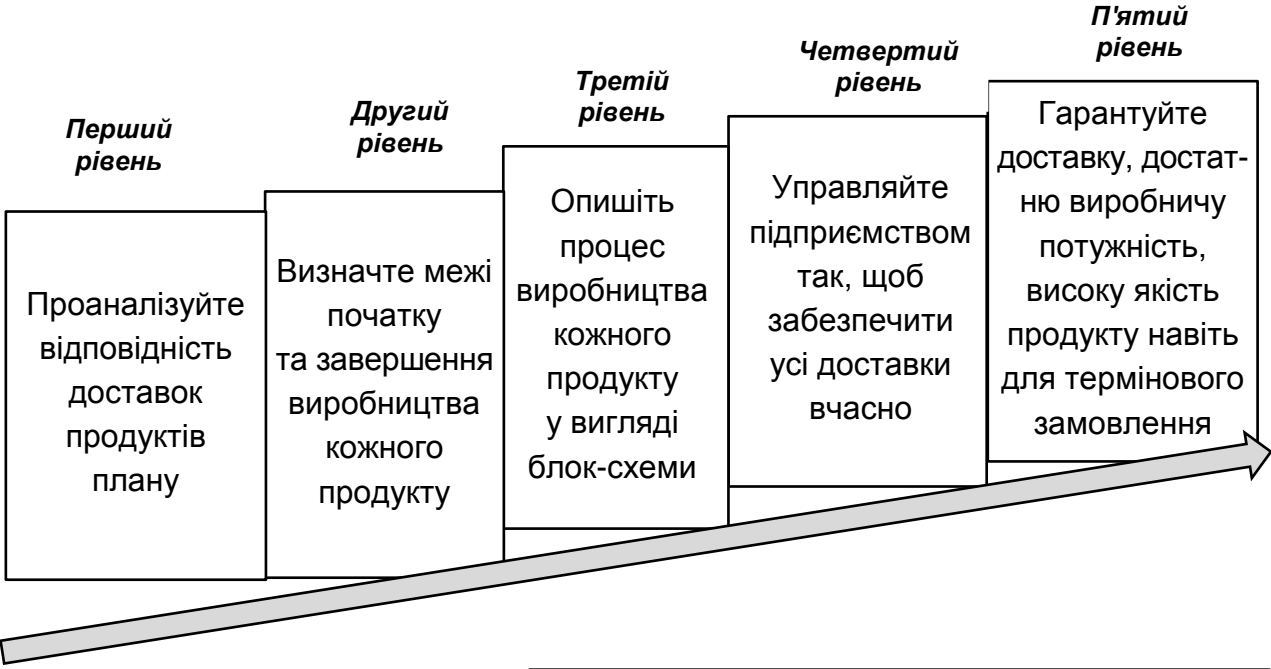 Перший
рівень
Проаналізуйте
відповідність
доставок
продуктів
плану
Другий
рівень
Визначте межі
початку
та завершення
виробництва
кожного
продукту
Третій
рівень
Опишіть
процес
виробництва
кожного
продукту
у вигляді
блок-схеми
Четвертий
рівень
Управляйте
підприємством
так, щоб
забезпечити
усі доставки
вчасно
П'ятий
рівень
Гарантуйте
доставку, достат-
ню виробничу
потужність,
високу якість
продукту навіть
для термінового
замовлення